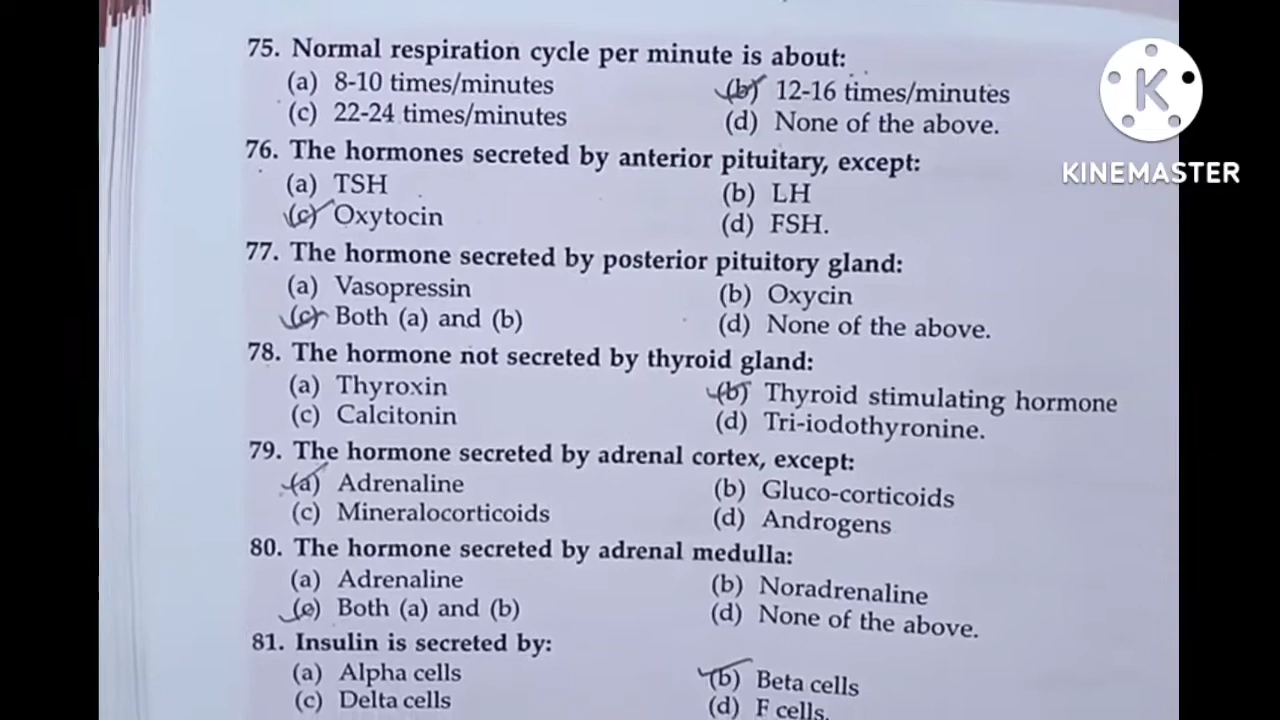 75. Normal respiration cycle per minute is about:
(a) 8-10 times/minutes (b) 12-16 times/minutes
(c) 22-24 times/minutes (d) None of the above.
76. The hormones secreted by anterior pituitary, except:
(a) TSH (b) LH
(c) Oxytocin (d) FSH.
77. The hormone secreted by posterior pituitory gland:
(a) Vasopressin (b) Oxycin
(c) Both (a) and (b) (d) None of the above.
78. The hormone not secreted by thyroid gland:
(a) Thyroxin (b) Thyroid stimulating hormone
(c) Calcitonin (d) Tri-iodothyronine.
79. The hormone secreted by adrenal cortex, except:
(a) Adrenaline (b) Gluco-corticoids
(c) Mineralocorticoids (d) Androgens
80. The hormone secreted by adrenal medulla:
(a) Adrenaline (b) Noradrenaline
(c) Both (a) and (b) (d) None of the above.
81. Insulin is secreted by:
(a) Alpha cells (b) Beta cells
(c) Delta cells (d) F cells.
K
KINEMASTER